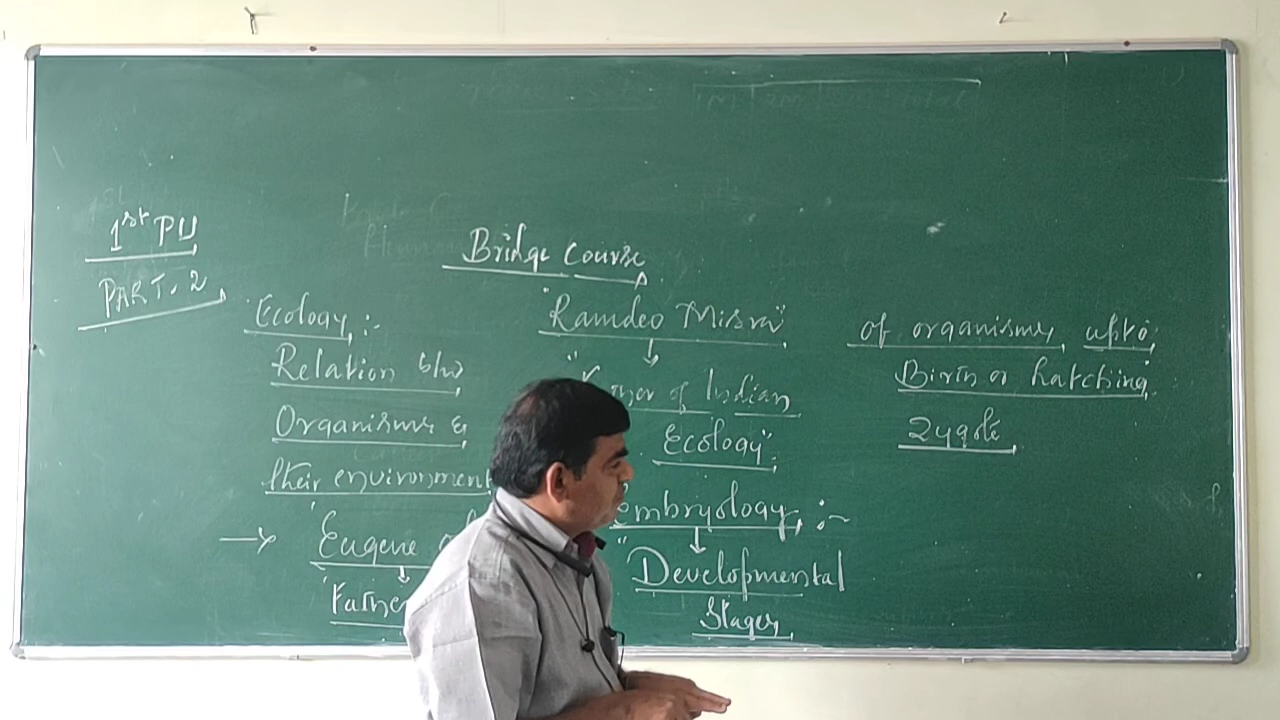 1st PU
PART.2
Bridge Course
Ecology :-
Relation b/w
Organisms &
their environment
→ "Eugene
"Father
"Ramdeo Misra"
of Indian
Ecology"
Embryology :-
"Developmental
Stages
of organisms upto
Birth or hatching
Zygote